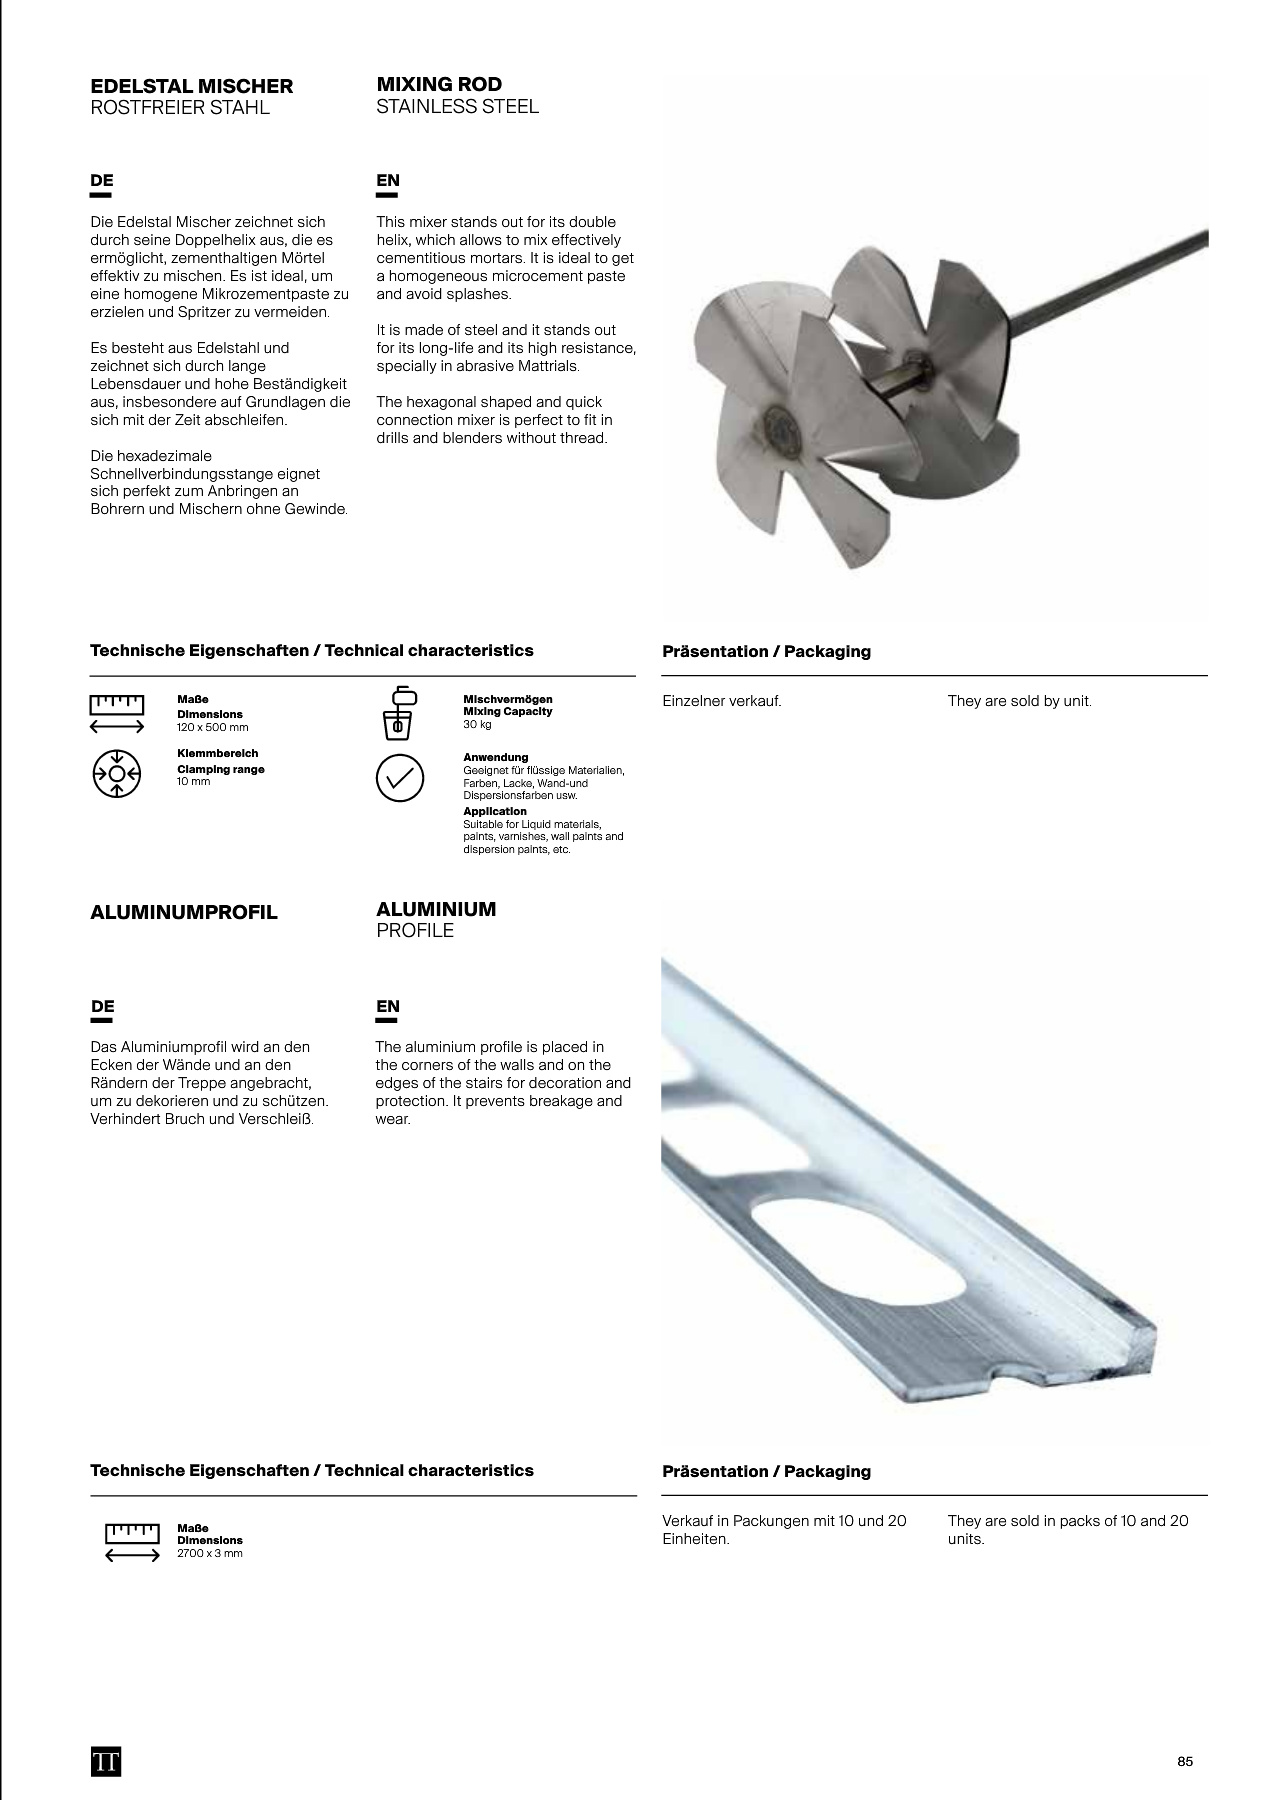 EDELSTAL MISCHER
ROSTFREIER STAHL
MIXING ROD
STAINLESS STEEL
DE
Die Edelstal Mischer zeichnet sich
durch seine Doppelhelix aus, die es
ermöglicht, zementhaltigen Mörtel
effektiv zu mischen. Es ist ideal, um
eine homogene Mikrozementpaste zu
erzielen und Spritzer zu vermeiden.
Es besteht aus Edelstahl und
zeichnet sich durch lange
Lebensdauer und hohe Beständigkeit
aus, insbesondere auf Grundlagen die
sich mit der Zeit abschleifen.
Die hexadezimale
Schnellverbindungsstange eignet
sich perfekt zum Anbringen an
Bohrern und Mischern ohne Gewinde.
EN
This mixer stands out for its double
helix, which allows to mix effectively
cementitious mortars. It is ideal to get
a homogeneous microcement paste
and avoid splashes.
It is made of steel and it stands out
for its long-life and its high resistance,
specially in abrasive Mattrials.
The hexagonal shaped and quick
connection mixer is perfect to fit in
drills and blenders without thread.
Technische Eigenschaften / Technical characteristics
Maße
Dimensions
120 x 500 mm
Klemmbereich
Clamping range
10 mm
Mischvermögen
Mixing Capacity
30 kg
Anwendung
Geeignet für flüssige Materialien,
Farben, Lacke, Wand-und
Dispersionsfarben usw.
Application
Suitable for Liquid materials,
paints, varnishes, wall paints and
dispersion paints, etc.
Präsentation / Packaging
Einzelner verkauf.
They are sold by unit.
ALUMINUMPROFIL
ALUMINIUM
PROFILE
DE
Das Aluminiumprofil wird an den
Ecken der Wände und an den
Rändern der Treppe angebracht,
um zu dekorieren und zu schützen.
Verhindert Bruch und Verschleiß.
EN
The aluminium profile is placed in
the corners of the walls and on the
edges of the stairs for decoration and
protection. It prevents breakage and
wear.
Technische Eigenschaften / Technical characteristics
Maße
Dimensions
2700 x 3 mm
Präsentation / Packaging
Verkauf in Packungen mit 10 und 20
Einheiten.
They are sold in packs of 10 and 20
units.
TT
85